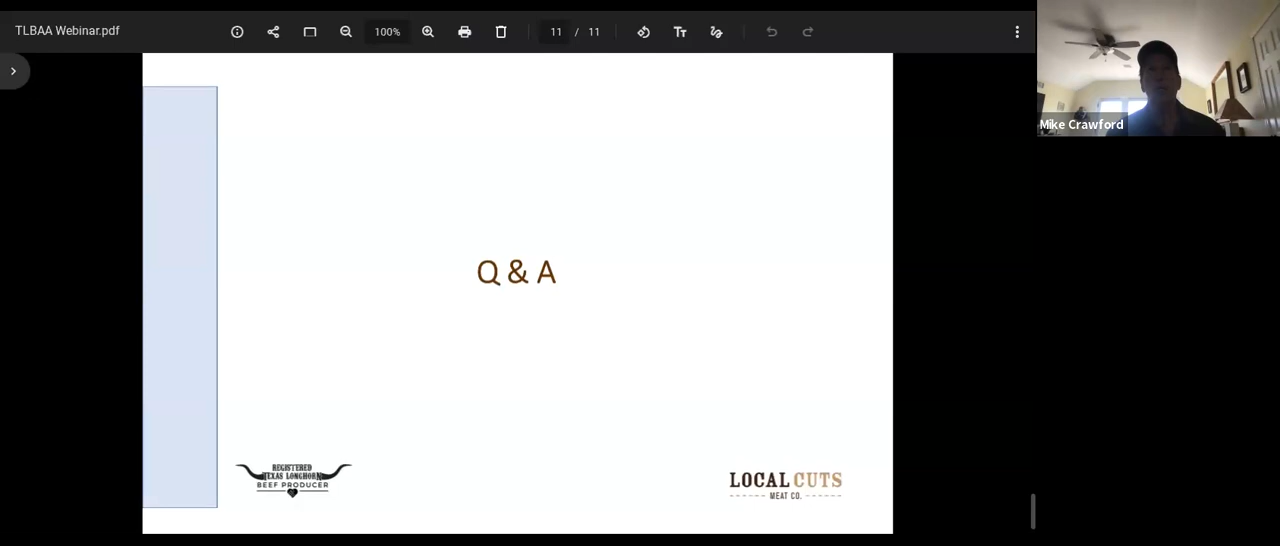 TLBAA Webinar.pdf
100%
11 / 11
Mike Crawford
Q & A
REGISTERED
TEXAS LONGHORN
BEEF PRODUCER
LOCAL CUTS
MEAT CO.